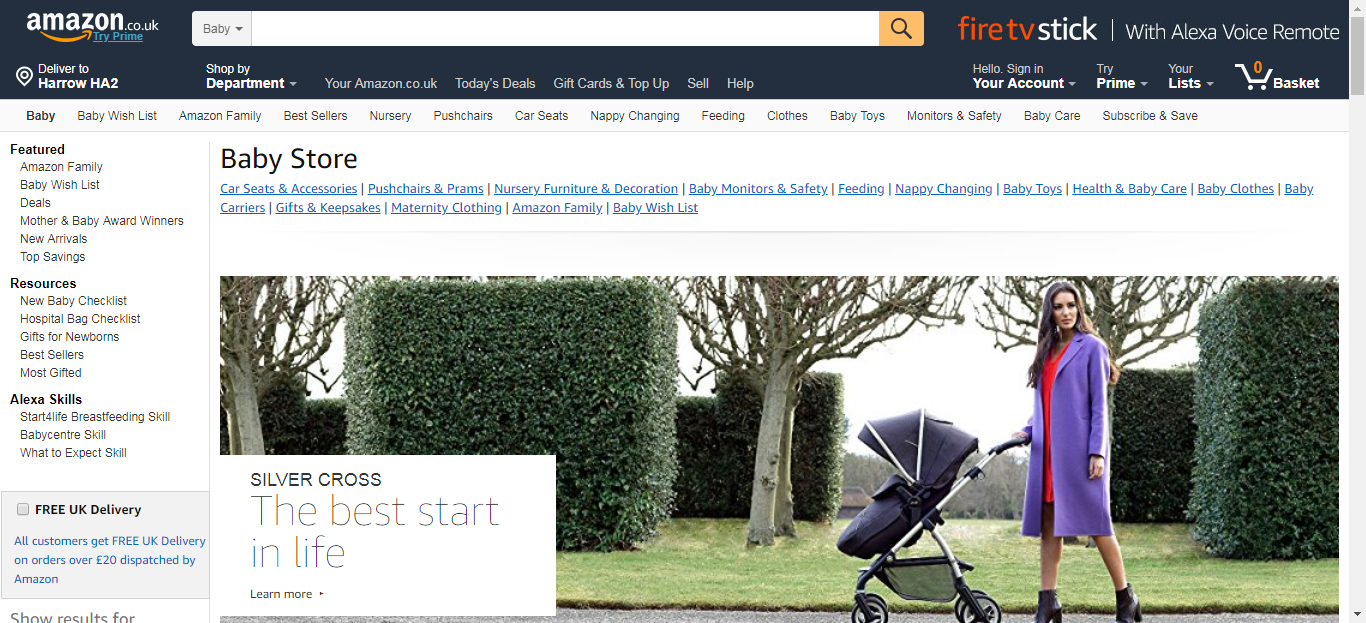 amazon.co.uk
Try Prime
Baby
fire tv stick | With Alexa Voice Remote
Deliver to
Harrow HA2
Shop by
Department
Your Amazon.co.uk
Today's Deals
Gift Cards & Top Up
Sell
Help
Hello. Sign in
Your Account
Try
Prime
Your
Lists
0
Basket
Baby
Baby Wish List
Amazon Family
Best Sellers
Nursery
Pushchairs
Car Seats
Nappy Changing
Feeding
Clothes
Baby Toys
Monitors & Safety
Baby Care
Subscribe & Save
Featured
Amazon Family
Baby Wish List
Deals
Mother & Baby Award Winners
New Arrivals
Top Savings
Resources
New Baby Checklist
Hospital Bag Checklist
Gifts for Newborns
Best Sellers
Most Gifted
Alexa Skills
Start4life Breastfeeding Skill
Babycentre Skill
What to Expect Skill
FREE UK Delivery
All customers get FREE UK Delivery
on orders over £20 dispatched by
Amazon
Show results for
Baby Store
Car Seats & Accessories | Pushchairs & Prams | Nursery Furniture & Decoration | Baby Monitors & Safety | Feeding | Nappy Changing | Baby Toys | Health & Baby Care | Baby Clothes | Baby
Carriers | Gifts & Keepsakes | Maternity Clothing | Amazon Family | Baby Wish List
SILVER CROSS
The best start
in life
Learn more